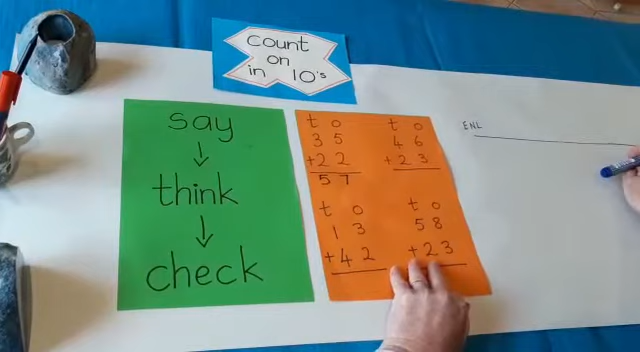 Count
on
in 10's
say
↓
think
↓
check
t o
3 5
+ 2 2
5 7
t o
4 6
+ 2 3
t o
1 3
+ 4 2
t o
5 8
+ 2 3
ENL